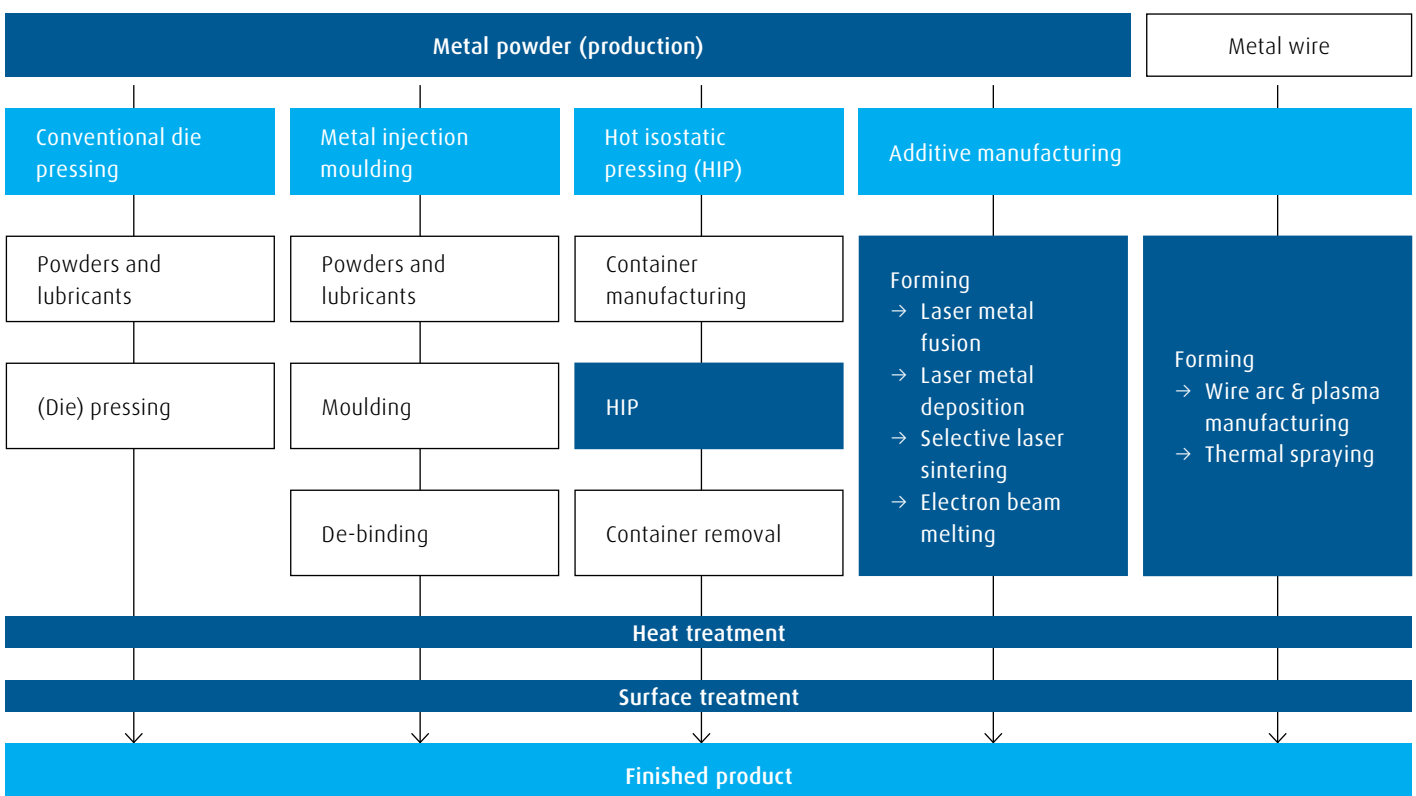 Metal powder (production)
Metal wire
Conventional die
pressing
Metal injection
moulding
Hot isostatic
pressing (HIP)
Additive manufacturing
Powders and
lubricants
Powders and
lubricants
Container
manufacturing
Forming
→ Laser metal
fusion
→ Laser metal
deposition
→ Selective laser
sintering
→ Electron beam
melting
Forming
→ Wire arc & plasma
manufacturing
→ Thermal spraying
(Die) pressing
Moulding
HIP
De-binding
Container removal
Heat treatment
Surface treatment
Finished product